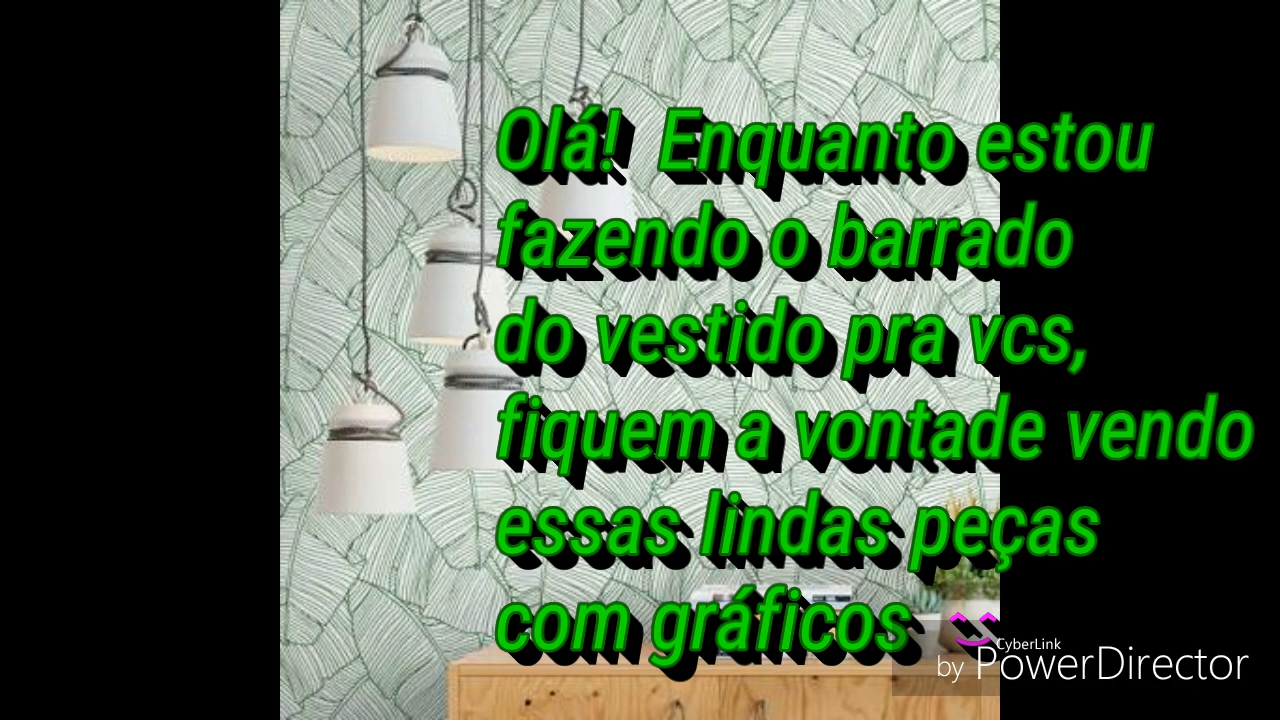 Olá!  Enquanto estou
fazendo o barrado
do vestido pra vcs,
fiquem a vontade vendo
essas lindas peças
com gráficos
CyberLink
by PowerDirector